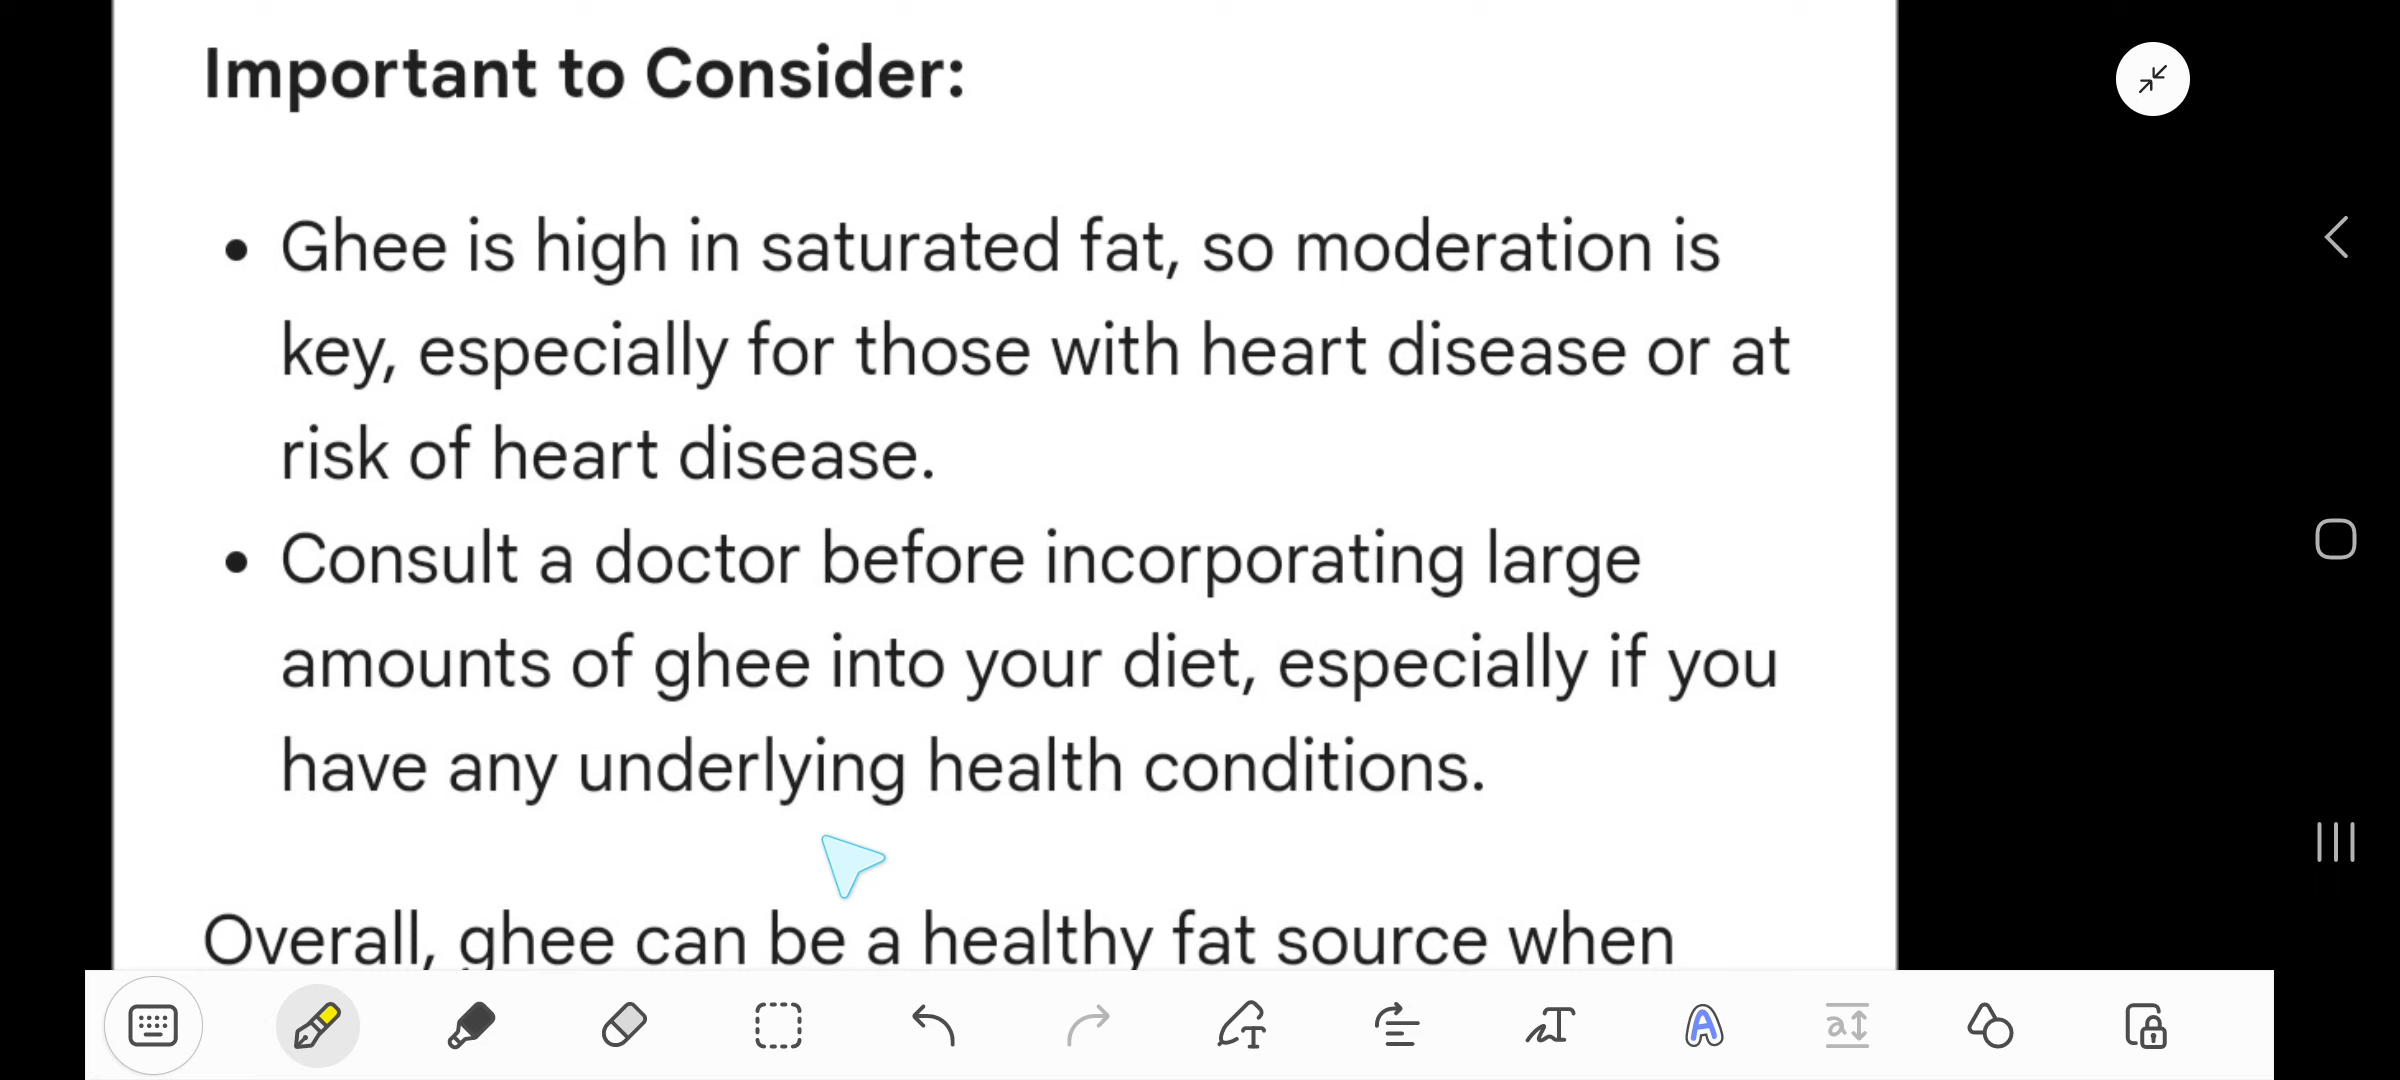 Important to Consider:
• Ghee is high in saturated fat, so moderation is
key, especially for those with heart disease or at
risk of heart disease.
• Consult a doctor before incorporating large
amounts of ghee into your diet, especially if you
have any underlying health conditions.
Overall, ghee can be a healthy fat source when